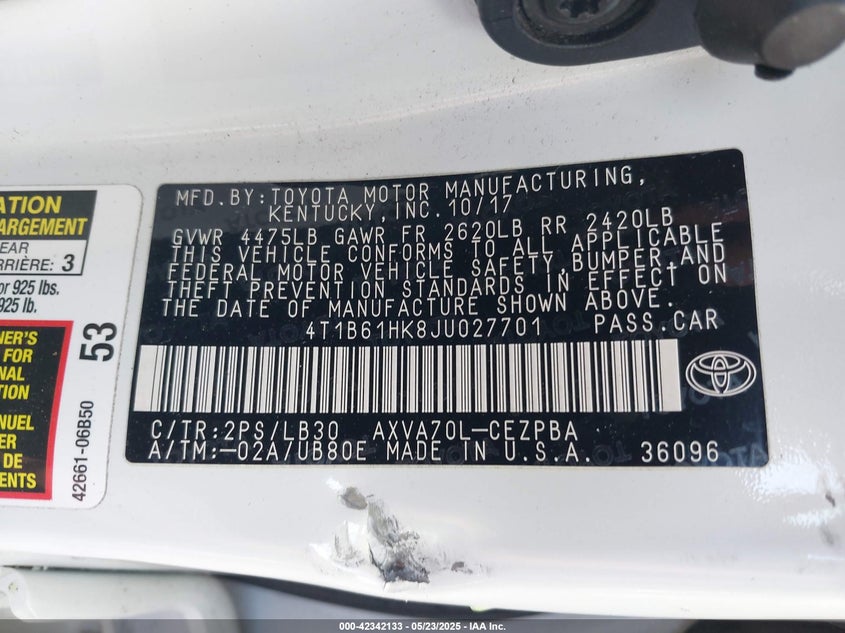 ATION
ARGEMENT
EAR
RRIÈRE: 3
or 925 lbs.
925 lb.
53
NER'S
FOR
NAL
TION
ANUEL
DE
ENTS
42661-06B50
MFD. BY: TOYOTA MOTOR MANUFACTURING,
KENTUCKY, INC. 10/17
GVWR 4475LB GAWR FR 2620LB RR 2420LB
THIS VEHICLE CONFORMS TO ALL APPLICABLE
FEDERAL MOTOR VEHICLE SAFETY, BUMPER AND
THEFT PREVENTION STANDARDS IN EFFECT ON
THE DATE OF MANUFACTURE SHOWN ABOVE.
4T1B61HK8JU027701 PASS. CAR
C/TR: 2PS/LB30 AXVA70L-CEZPBA
A/TM: -02A/UB80E MADE IN U.S.A. 36096
000-42342133 - 05/23/2025 - IAA Inc.